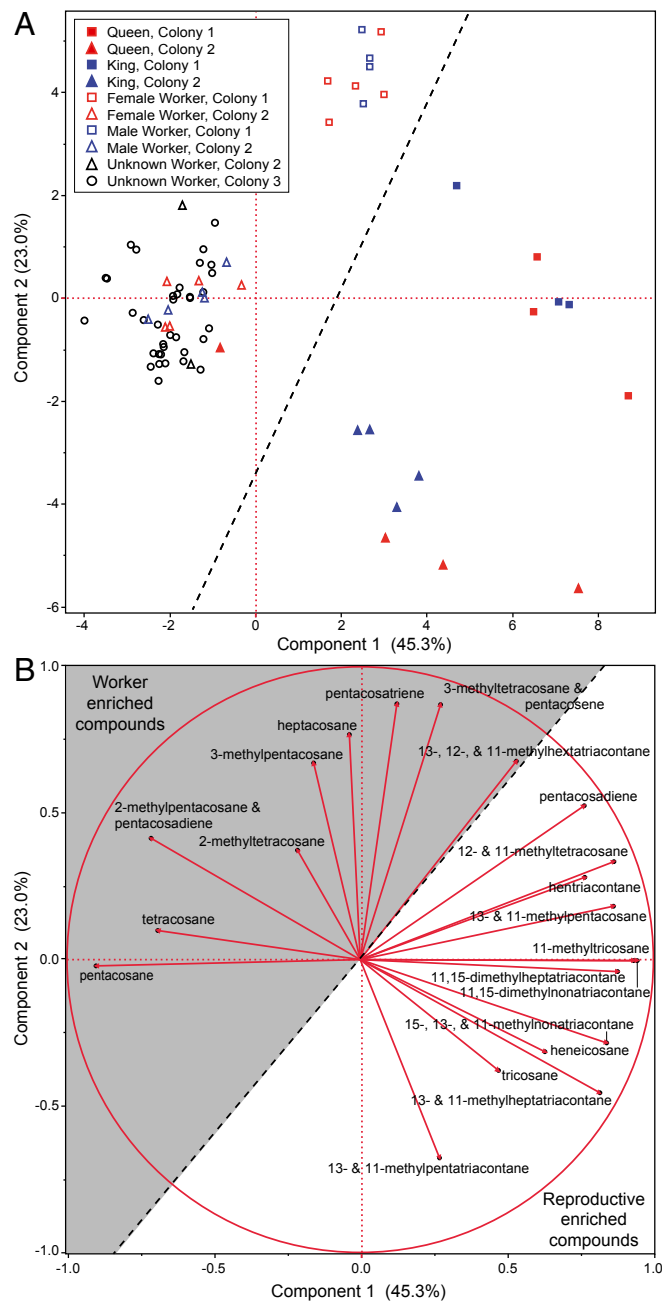 A
Queen, Colony 1
Queen, Colony 2
King, Colony 1
King, Colony 2
Female Worker, Colony 1
Female Worker, Colony 2
Male Worker, Colony 1
Male Worker, Colony 2
Unknown Worker, Colony 2
Unknown Worker, Colony 3
4
2
0
-2
-4
-6
Component 2 (23.0%)
-4
-2
0
2
4
6
8
Component 1 (45.3%)
B
1.0
0.5
0.0
-0.5
-1.0
Component 2 (23.0%)
Worker
enriched
compounds
pentacosatriene
3-methyltetracosane &
pentacosene
heptacosane
3-methylpentacosane
13-, 12-, & 11-methylhextatriacontane
pentacosadiene
2-methylpentacosane &
pentacosadiene
2-methyltetracosane
12- & 11-methyltetracosane
hentriacontane
13- & 11-methylpentacosane
tetracosane
11-methyltricosane
pentacosane
11,15-dimethylheptatriacontane
11,15-dimethylnonatriacontane
15-, 13-, & 11-methylnonatriacontane
heneicosane
tricosane
13- & 11-methylheptatriacontane
13- & 11-methylpentatriacontane
Reproductive
enriched
compounds
-1.0
-0.5
0.0
0.5
1.0
Component 1 (45.3%)